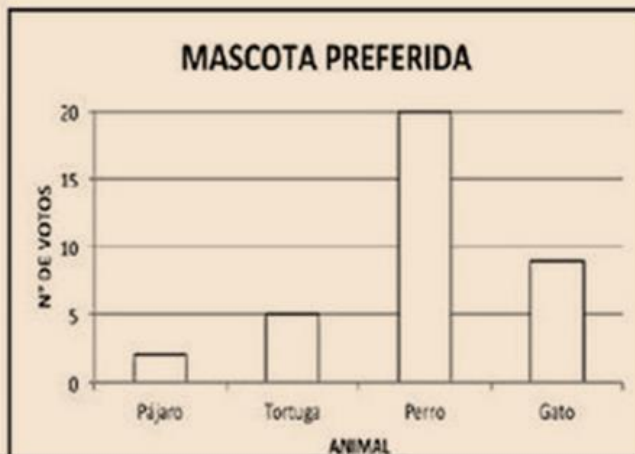 MASCOTA PREFERIDA
20
15
10
5
0
N° DE VOTOS
Pájaro Tortuga Perro Gato
ANIMAL